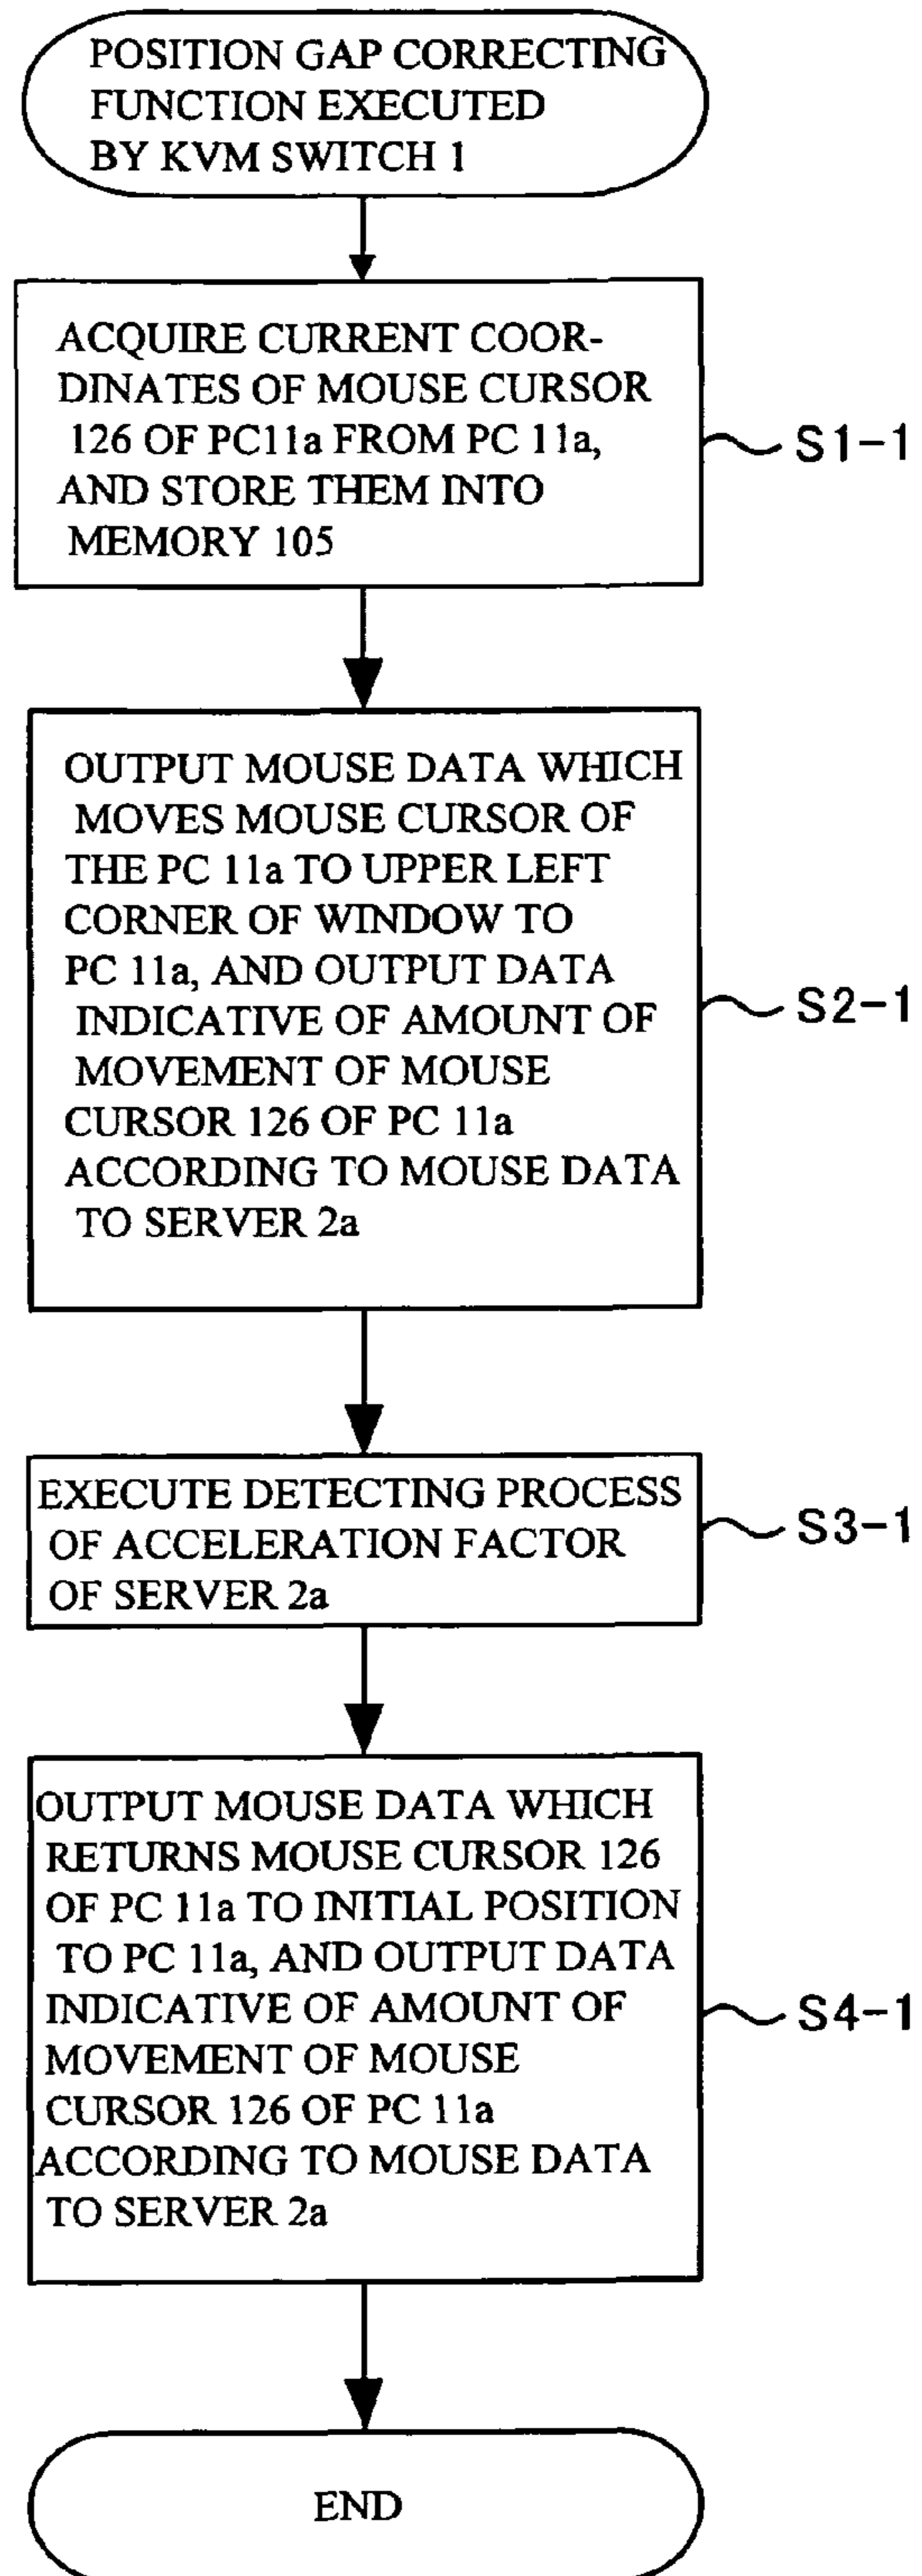 POSITION GAP CORRECTING
FUNCTION EXECUTED
BY KVM SWITCH 1
ACQUIRE CURRENT COOR-
DINATES OF MOUSE CURSOR
126 OF PC11a FROM PC 11a,
AND STORE THEM INTO
MEMORY 105
S1-1
OUTPUT MOUSE DATA WHICH
MOVES MOUSE CURSOR OF
THE PC 11a TO UPPER LEFT
CORNER OF WINDOW TO
PC 11a, AND OUTPUT DATA
INDICATIVE OF AMOUNT OF
MOVEMENT OF MOUSE
CURSOR 126 OF PC 11a
ACCORDING TO MOUSE DATA
TO SERVER 2a
S2-1
EXECUTE DETECTING PROCESS
OF ACCELERATION FACTOR
OF SERVER 2a
S3-1
OUTPUT MOUSE DATA WHICH
RETURNS MOUSE CURSOR 126
OF PC 11a TO INITIAL POSITION
TO PC 11a, AND OUTPUT DATA
INDICATIVE OF AMOUNT OF
MOVEMENT OF MOUSE
CURSOR 126 OF PC 11a
ACCORDING TO MOUSE DATA
TO SERVER 2a
S4-1
END